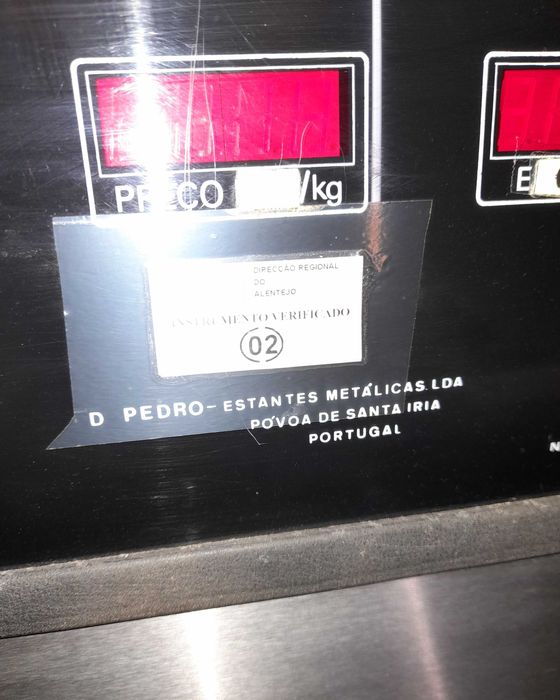 PREÇO /kg
E
DIRECÇÃO REGIONAL
DO
ALENTEJO
INSTRUMENTO VERIFICADO
02
D PEDRO - ESTANTES METÁLICAS. LDA
PÓVOA DE SANTA IRIA
PORTUGAL
N